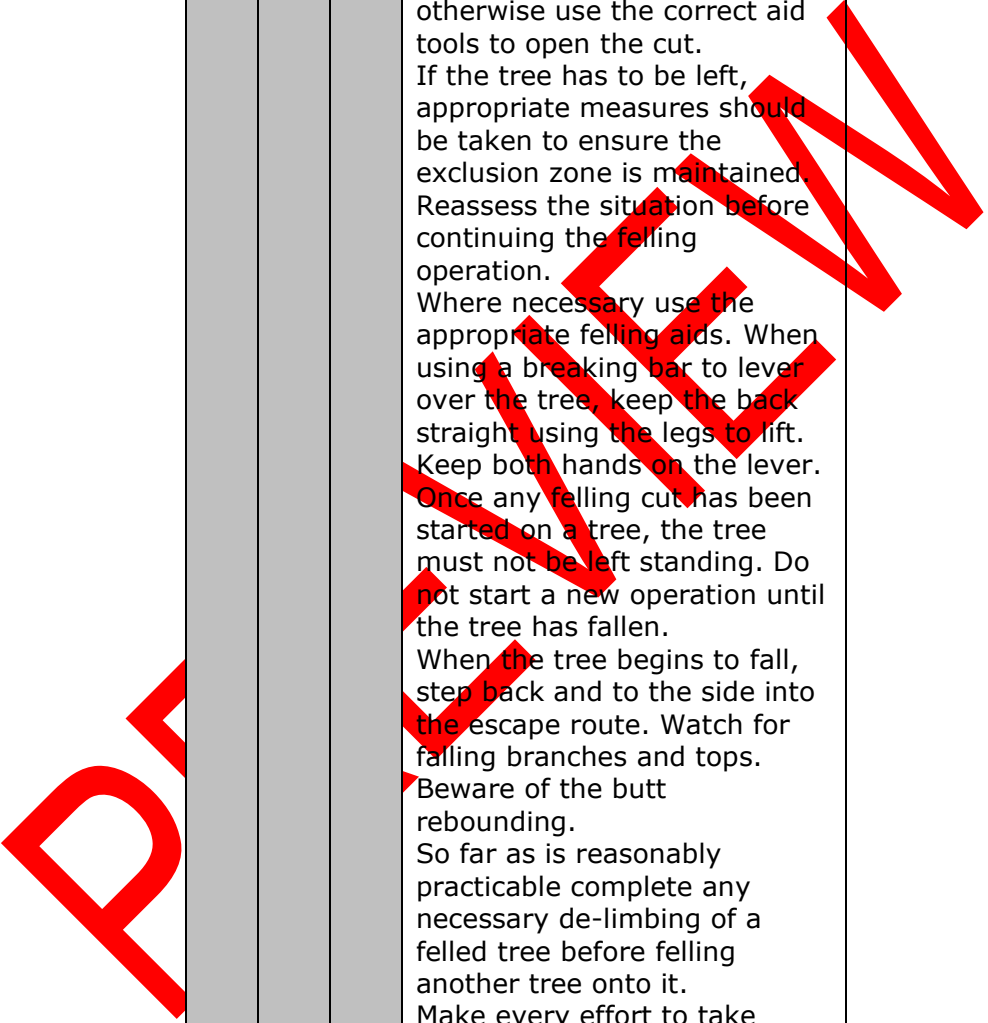 otherwise use the correct aid
tools to open the cut.
If the tree has to be left,
appropriate measures should
be taken to ensure the
exclusion zone is maintained.
Reassess the situation before
continuing the felling
operation.
Where necessary use the
appropriate felling aids. When
using a breaking bar to lever
over the tree, keep the back
straight using the legs to lift.
Keep both hands on the lever.
Once any felling cut has been
started on a tree, the tree
must not be left standing. Do
not start a new operation until
the tree has fallen.
When the tree begins to fall,
step back and to the side into
the escape route. Watch for
falling branches and tops.
Beware of the butt
rebounding.
So far as is reasonably
practicable complete any
necessary de-limbing of a
felled tree before felling
another tree onto it.
Make every effort to take
PREVIEW